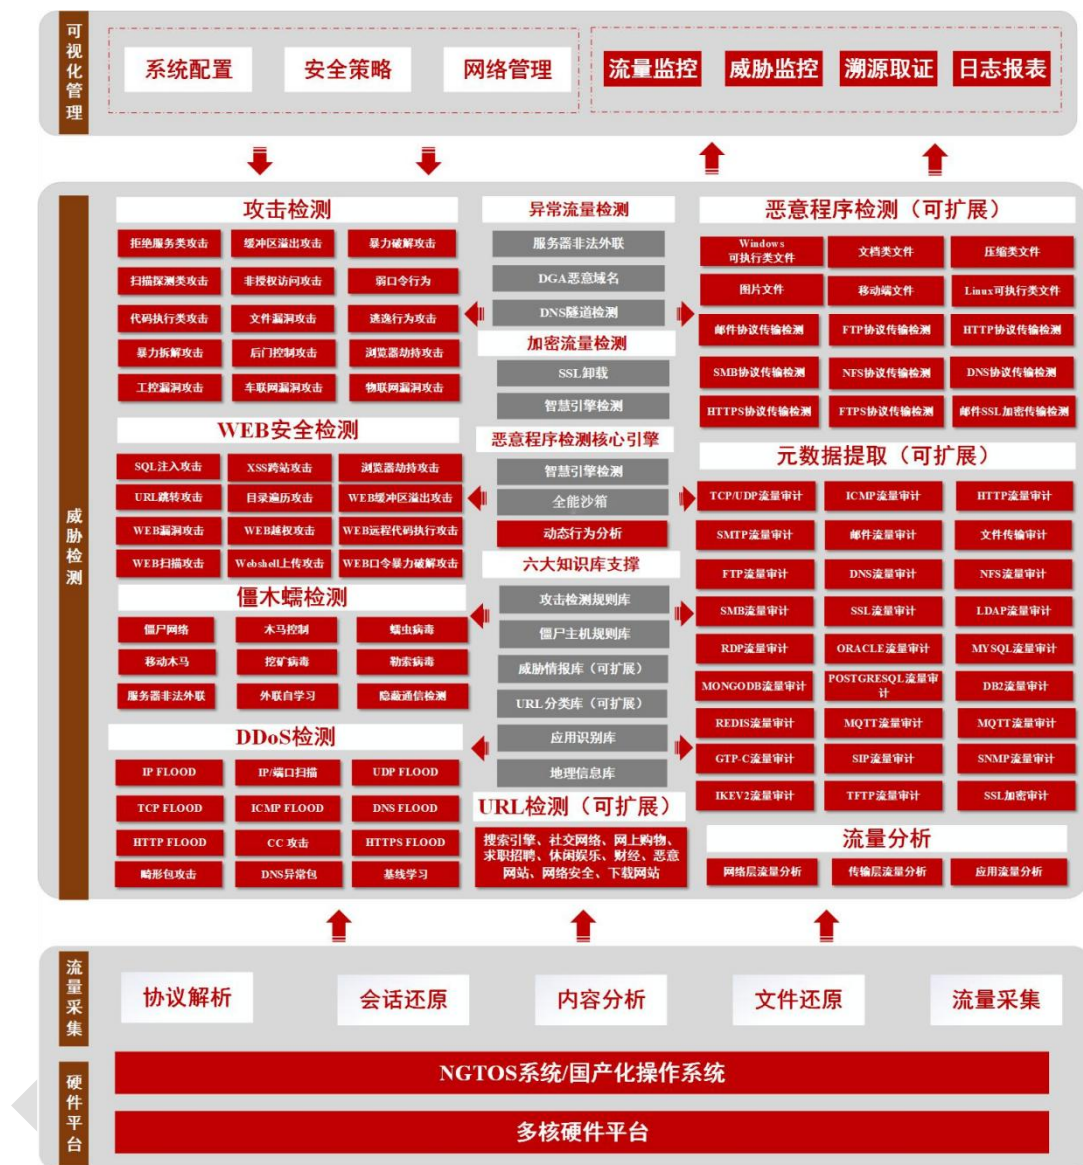 可视化管理
系统配置
安全策略
网络管理
流量监控
威胁监控
溯源取证
日志报表
威胁检测
攻击检测
拒绝服务类攻击
缓冲区溢出攻击
暴力破解攻击
扫描探测类攻击
非授权访问攻击
弱口令行为
代码执行类攻击
文件漏洞攻击
逃逸行为攻击
暴力拆解攻击
后门控制攻击
浏览器劫持攻击
工控漏洞攻击
车联网漏洞攻击
物联网漏洞攻击
WEB安全检测
SQL注入攻击
XSS跨站攻击
浏览器劫持攻击
URL跳转攻击
目录遍历攻击
WEB缓冲区溢出攻击
WEB漏洞攻击
WEB越权攻击
WEB远程代码执行攻击
WEB扫描攻击
Webshell上传攻击
WEB口令暴力破解攻击
僵木蠕检测
僵尸网络
木马控制
蠕虫病毒
移动木马
挖矿病毒
勒索病毒
服务器非法外联
外联自学习
隐蔽通信检测
DDoS检测
IP FLOOD
IP/端口扫描
UDP FLOOD
TCP FLOOD
ICMP FLOOD
DNS FLOOD
HTTP FLOOD
CC 攻击
HTTPS FLOOD
畸形包攻击
DNS异常包
基线学习
异常流量检测
服务器非法外联
DGA恶意域名
DNS隧道检测
加密流量检测
SSL卸载
智慧引擎检测
恶意程序检测核心引擎
智慧引擎检测
全能沙箱
动态行为分析
六大知识库支撑
攻击检测规则库
僵尸主机规则库
威胁情报库（可扩展）
URL分类库（可扩展）
应用识别库
地理信息库
URL检测（可扩展）
搜索引擎、社交网络、网上购物、
求职招聘、休闲娱乐、财经、恶意
网站、网络安全、下载网站
恶意程序检测（可扩展）
Windows
可执行类文件
文档类文件
压缩类文件
图片文件
移动端文件
Linux可执行类文件
邮件协议传输检测
FTP协议传输检测
HTTP协议传输检测
SMB协议传输检测
NFS协议传输检测
DNS协议传输检测
HTTPS协议传输检测
FTPS协议传输检测
邮件SSL加密传输检测
元数据提取（可扩展）
TCP/UDP流量审计
ICMP流量审计
HTTP流量审计
SMTP流量审计
邮件流量审计
文件传输审计
FTP流量审计
DNS流量审计
NFS流量审计
SMB流量审计
SSL流量审计
LDAP流量审计
RDP流量审计
ORACLE流量审计
MYSQL流量审计
MONGODB流量审计
POSTGRESQL流量审
计
DB2流量审计
REDIS流量审计
MQTT流量审计
MQTT流量审计
GTP-C流量审计
SIP流量审计
SNMP流量审计
IKEV2流量审计
TFTP流量审计
SSL加密审计
流量分析
网络层流量分析
传输层流量分析
应用流量分析
流量采集
协议解析
会话还原
内容分析
文件还原
流量采集
硬件平台
NGTOS系统/国产化操作系统
多核硬件平台